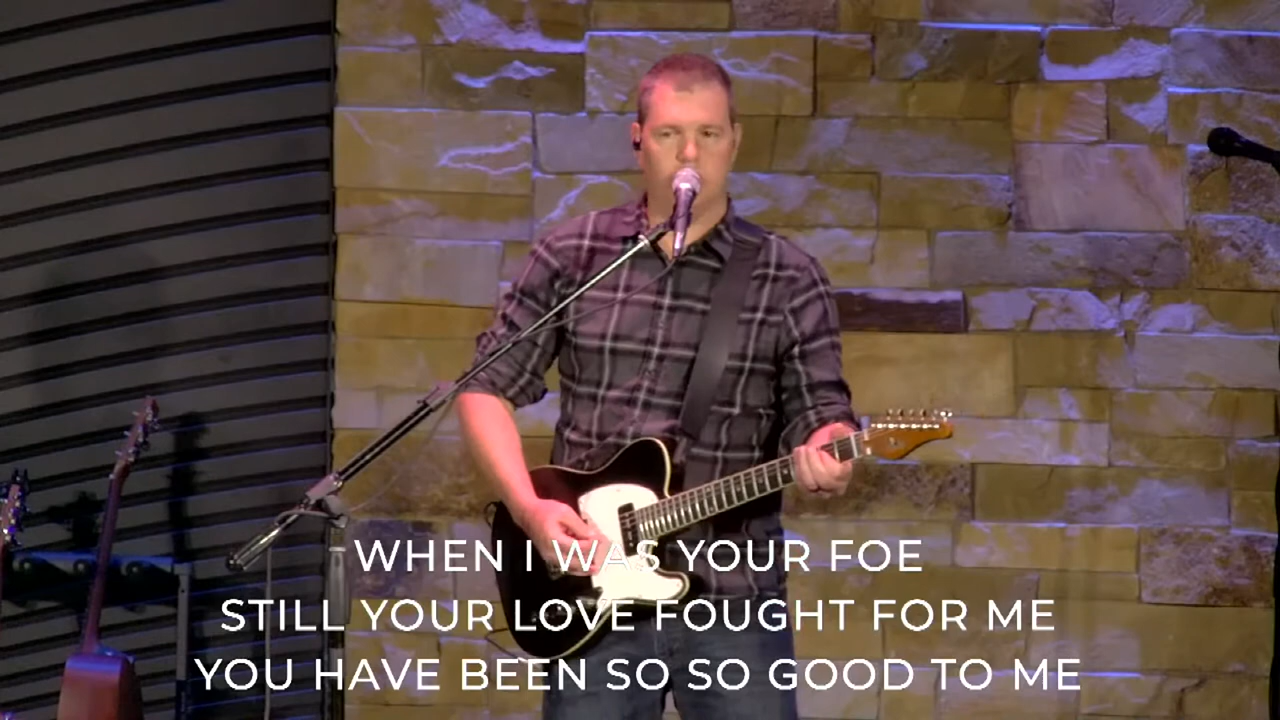 WHEN I WAS YOUR FOE
STILL YOUR LOVE FOUGHT FOR ME
YOU HAVE BEEN SO SO GOOD TO ME